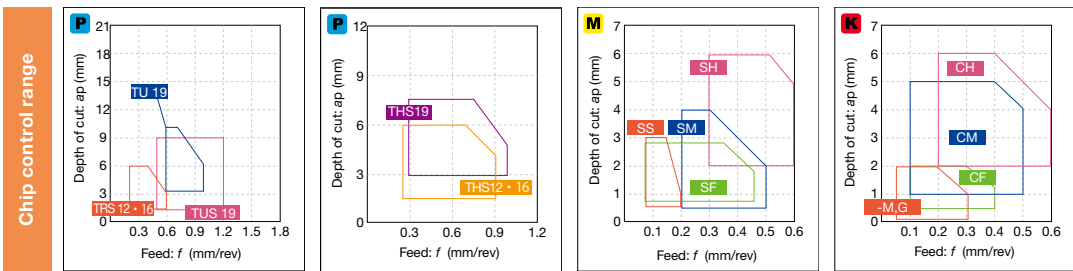 Chip control range
P
Depth of cut: ap (mm)
21
18
15
12
9
6
3
0
TU 19
TRS 12・16
TUS 19
0.3 0.6 0.9 1.2 1.5 1.8
Feed: f (mm/rev)
P
Depth of cut: ap (mm)
12
9
6
3
0
THS19
THS12・16
0.3 0.6 0.9 1.2
Feed: f (mm/rev)
M
Depth of cut: ap (mm)
7
6
5
4
3
2
1
0
SH
SS
SM
SF
0.1 0.2 0.3 0.4 0.5 0.6
Feed: f (mm/rev)
K
Depth of cut: ap (mm)
7
6
5
4
3
2
1
0
CH
CM
CF
-M,G
0.1 0.2 0.3 0.4 0.5 0.6
Feed: f (mm/rev)